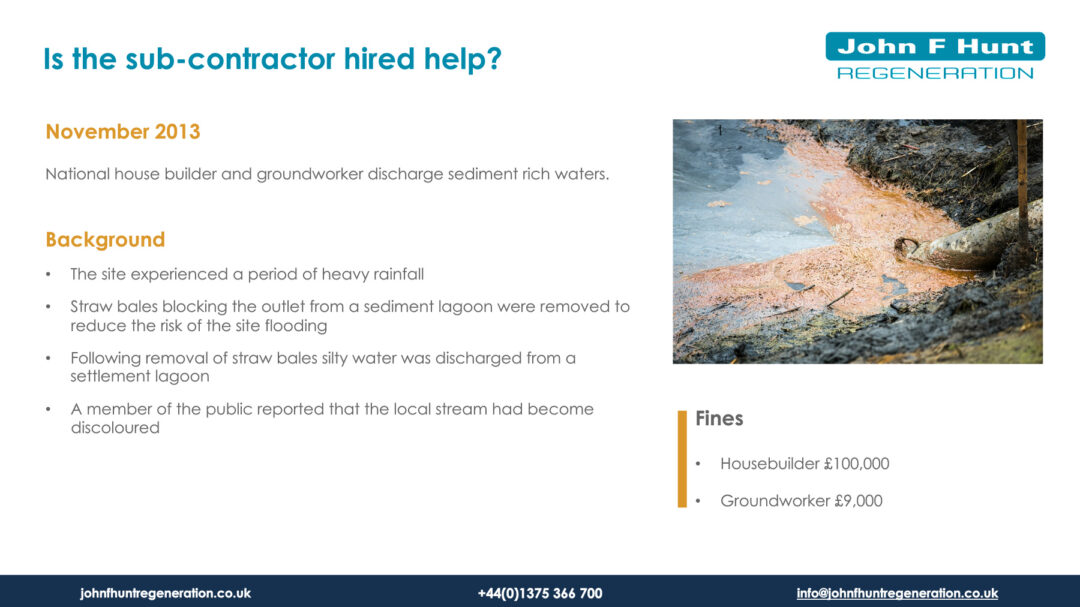 Is the sub-contractor hired help?
John F Hunt
REGENERATION
November 2013
National house builder and groundworker discharge sediment rich waters.
Background
• The site experienced a period of heavy rainfall
• Straw bales blocking the outlet from a sediment lagoon were removed to
reduce the risk of the site flooding
• Following removal of straw bales silty water was discharged from a
settlement lagoon
• A member of the public reported that the local stream had become
discoloured
Fines
• Housebuilder £100,000
• Groundworker £9,000
johnfhuntregeneration.co.uk
+44(0)1375 366 700
info@johnfhuntregeneration.co.uk